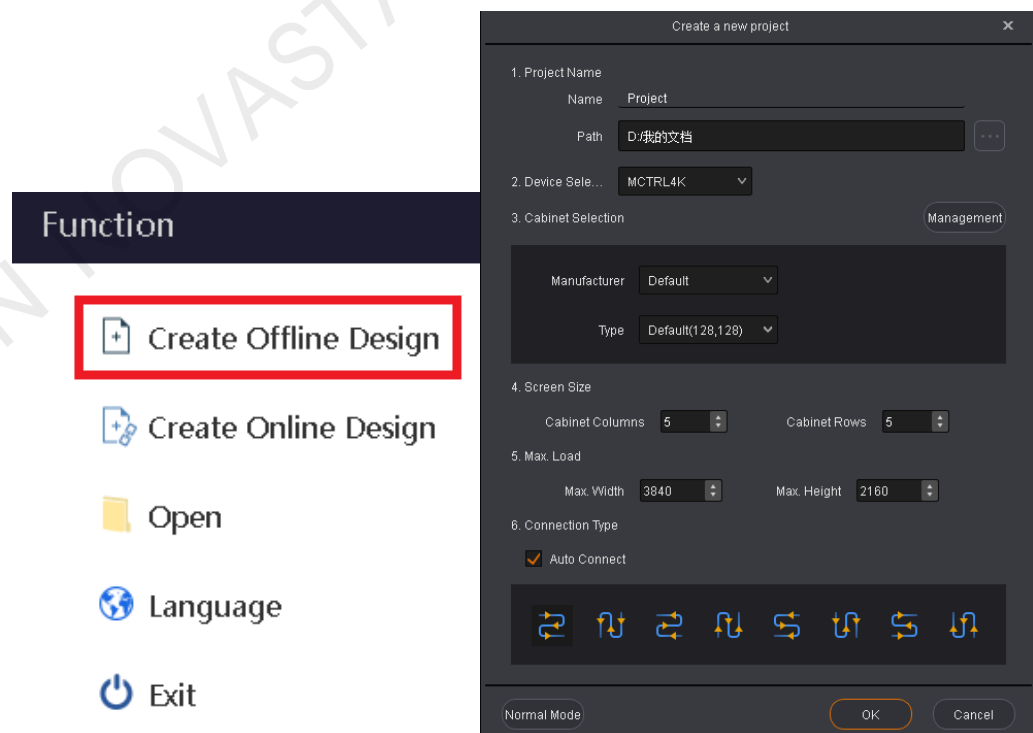 N NOVASTA
Function
Create Offline Design
Create Online Design
Open
Language
Exit
Create a new project
1. Project Name
Name Project
Path D:/我的文档
2. Device Sele... MCTRL4K
3. Cabinet Selection Management
Manufacturer Default
Type Default(128,128)
4. Screen Size
Cabinet Columns 5 Cabinet Rows 5
5. Max. Load
Max. Width 3840 Max. Height 2160
6. Connection Type
Auto Connect
Normal Mode OK Cancel